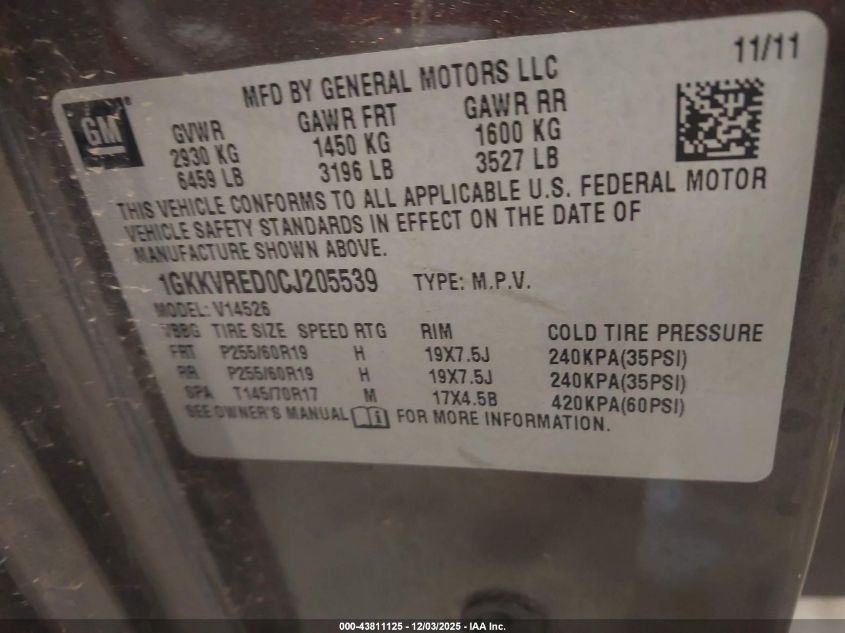 11/11
MFD BY GENERAL MOTORS LLC
GM®
GVWR GAWR FRT GAWR RR
2930 KG 1450 KG 1600 KG
6459 LB 3196 LB 3527 LB
THIS VEHICLE CONFORMS TO ALL APPLICABLE U.S. FEDERAL MOTOR
VEHICLE SAFETY STANDARDS IN EFFECT ON THE DATE OF
MANUFACTURE SHOWN ABOVE.
1GKKVRED0CJ205539 TYPE: M.P.V.
MODEL: V14526
VBBG TIRE SIZE SPEED RTG RIM COLD TIRE PRESSURE
FRT P255/60R19 H 19X7.5J 240KPA(35PSI)
RR P255/60R19 H 19X7.5J 240KPA(35PSI)
SPA T145/70R17 M 17X4.5B 420KPA(60PSI)
SEE OWNER'S MANUAL FOR MORE INFORMATION.
000-43811125 - 12/03/2025 - IAA Inc.